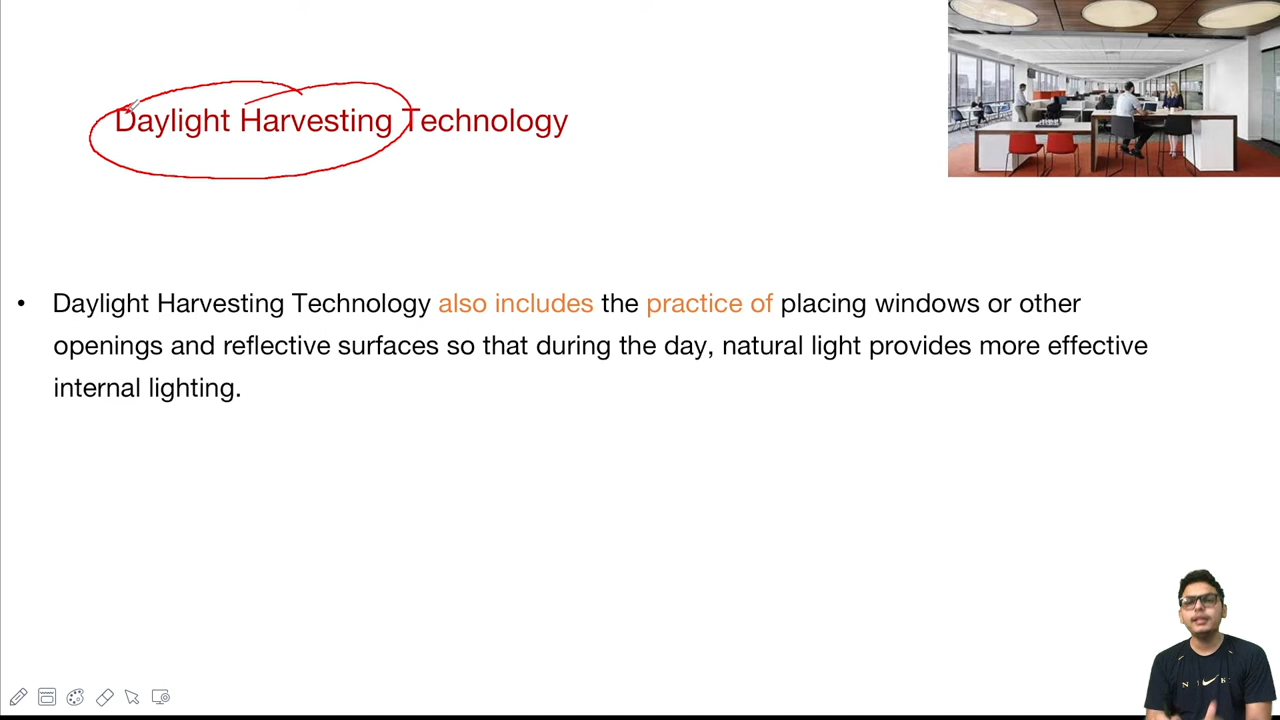 Daylight Harvesting Technology
• Daylight Harvesting Technology also includes the practice of placing windows or other
openings and reflective surfaces so that during the day, natural light provides more effective
internal lighting.